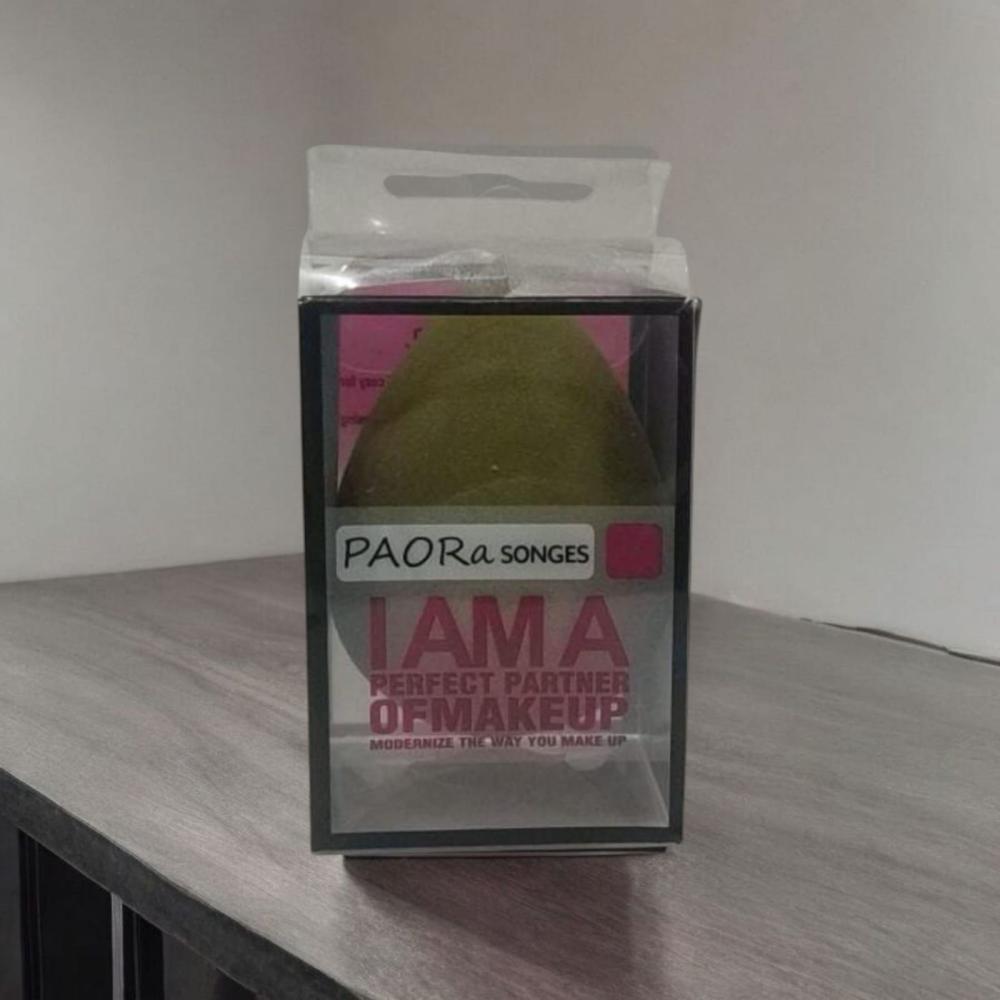 PAORa SONGES
I AM A
PERFECT PARTNER
OFMAKEUP
MODERNIZE THE WAY YOU MAKE UP